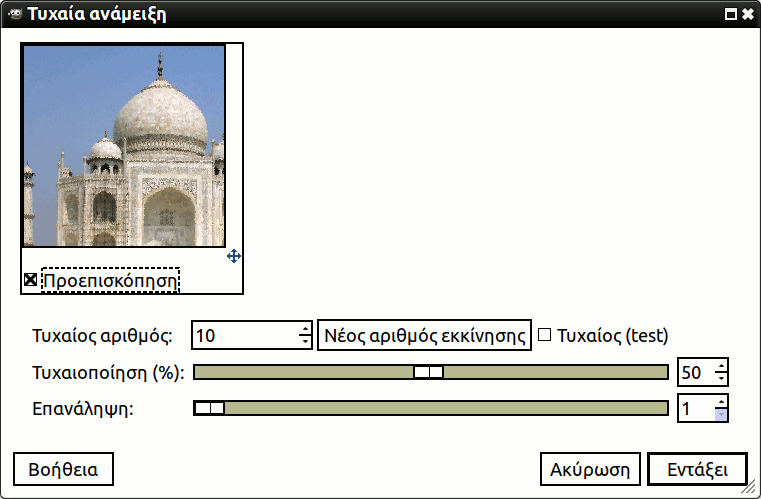 Τυχαία ανάμειξη
Προεπισκόπηση
Τυχαίος αριθμός: 10 Νέος αριθμός εκκίνησης Τυχαίος (test)
Τυχαιοποίηση (%): 50
Επανάληψη: 1
Βοήθεια Ακύρωση Εντάξει